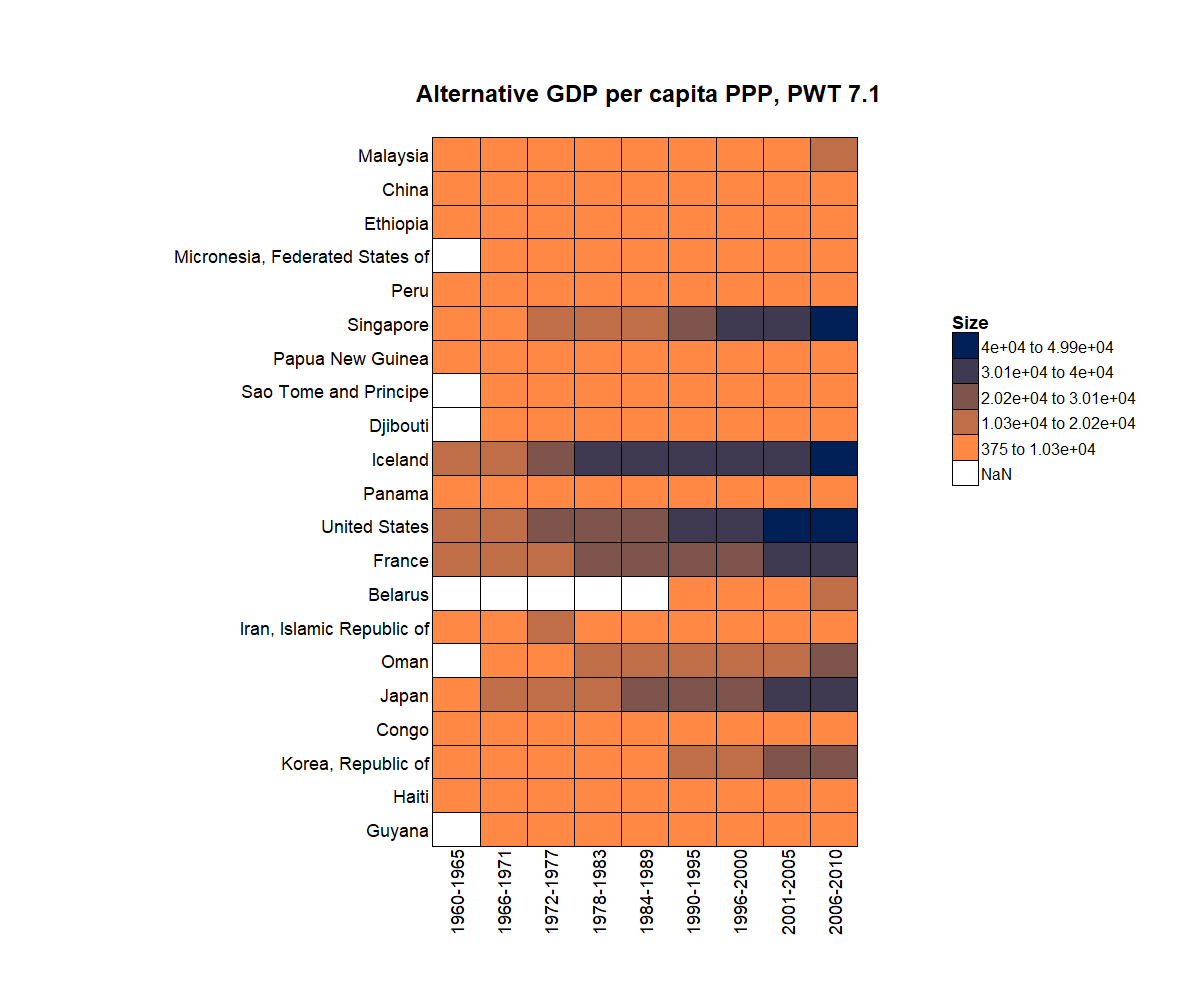 Alternative GDP per capita PPP, PWT 7.1
Malaysia
China
Ethiopia
Micronesia, Federated States of
Peru
Singapore
Papua New Guinea
Sao Tome and Principe
Djibouti
Iceland
Panama
United States
France
Belarus
Iran, Islamic Republic of
Oman
Japan
Congo
Korea, Republic of
Haiti
Guyana
1960-1965
1966-1971
1972-1977
1978-1983
1984-1989
1990-1995
1996-2000
2001-2005
2006-2010
Size
4e+04 to 4.99e+04
3.01e+04 to 4e+04
2.02e+04 to 3.01e+04
1.03e+04 to 2.02e+04
375 to 1.03e+04
NaN